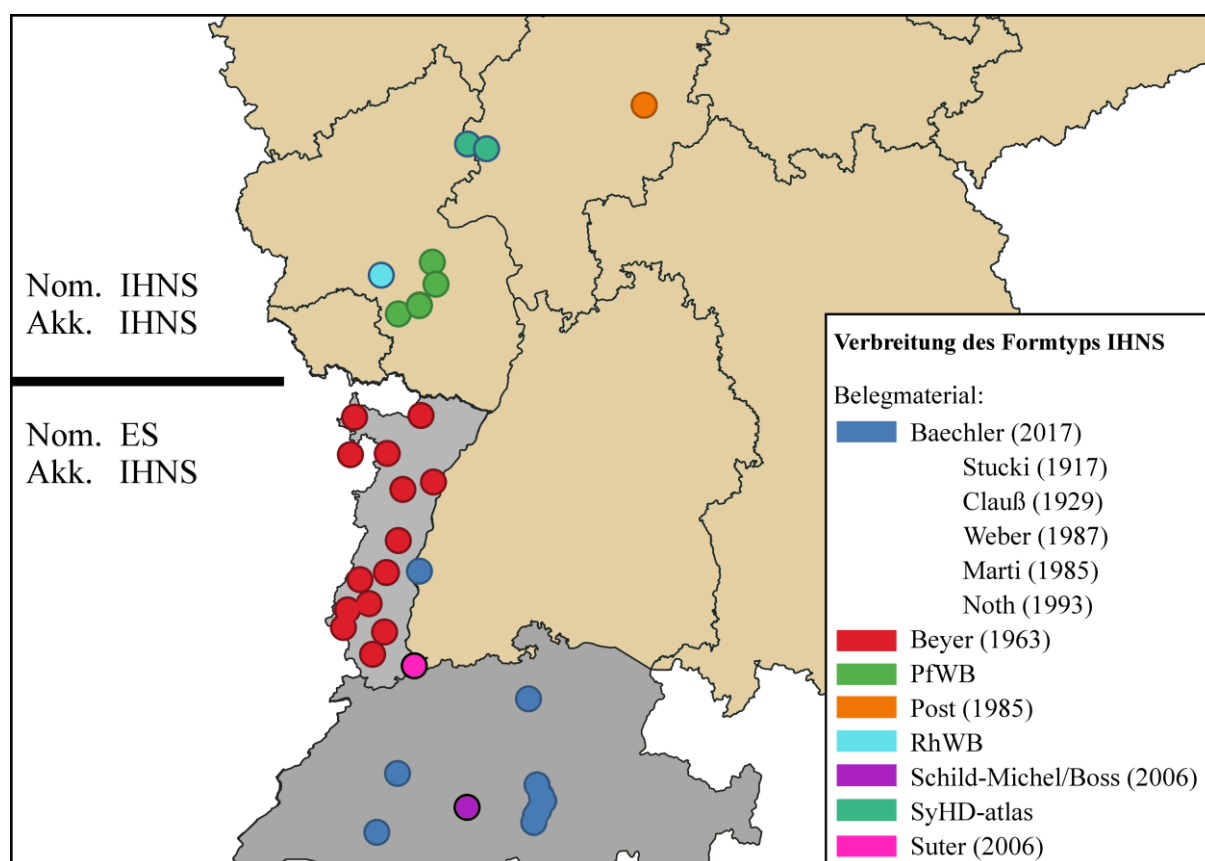 Nom. IHNS
Akk. IHNS
Nom. ES
Akk. IHNS
Verbreitung des Formtyps IHNS
Belegmaterial:
Baechler (2017)
Stucki (1917)
Clauß (1929)
Weber (1987)
Marti (1985)
Noth (1993)
Beyer (1963)
PfWB
Post (1985)
RhWB
Schild-Michel/Boss (2006)
SyHD-atlas
Suter (2006)